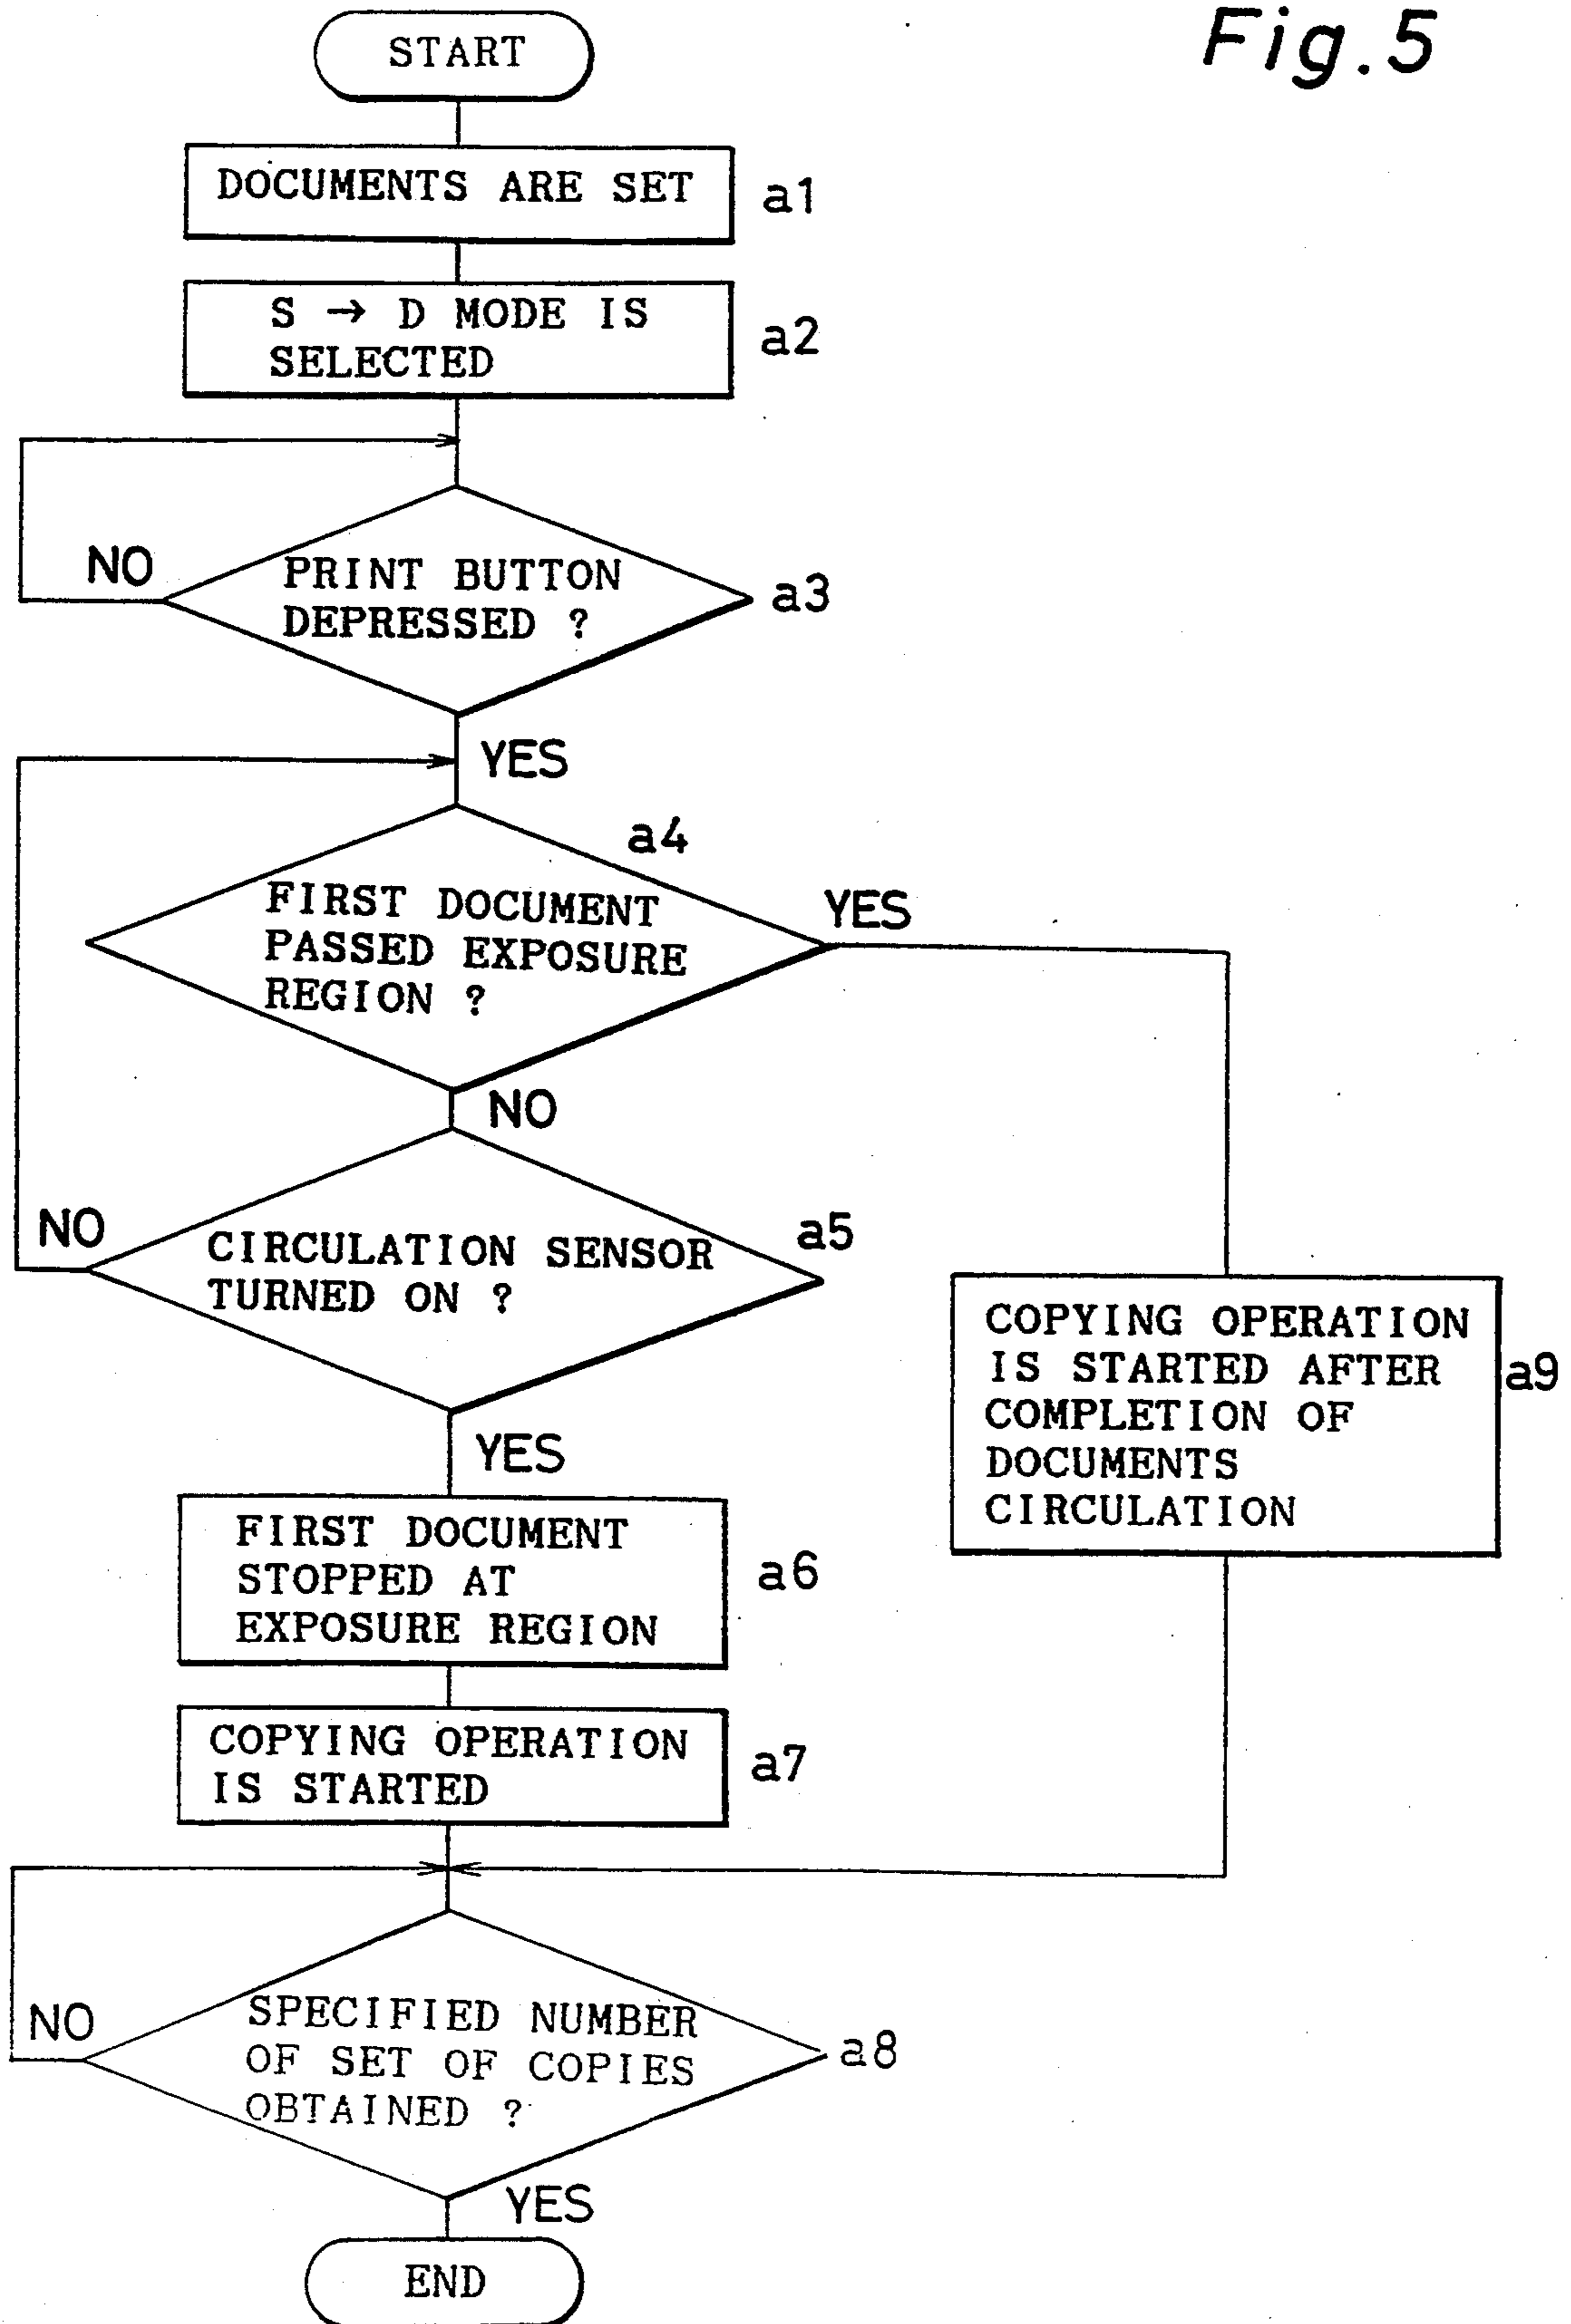 Fig.5
START
DOCUMENTS ARE SET
a1
S → D MODE IS
SELECTED
a2
NO
PRINT BUTTON
DEPRESSED ?
a3
YES
a4
FIRST DOCUMENT
PASSED EXPOSURE
REGION ?
YES
NO
NO
CIRCULATION SENSOR
TURNED ON ?
a5
YES
COPYING OPERATION
IS STARTED AFTER
COMPLETION OF
DOCUMENTS
CIRCULATION
a9
FIRST DOCUMENT
STOPPED AT
EXPOSURE REGION
a6
COPYING OPERATION
IS STARTED
a7
NO
SPECIFIED NUMBER
OF SET OF COPIES
OBTAINED ?
a8
YES
END